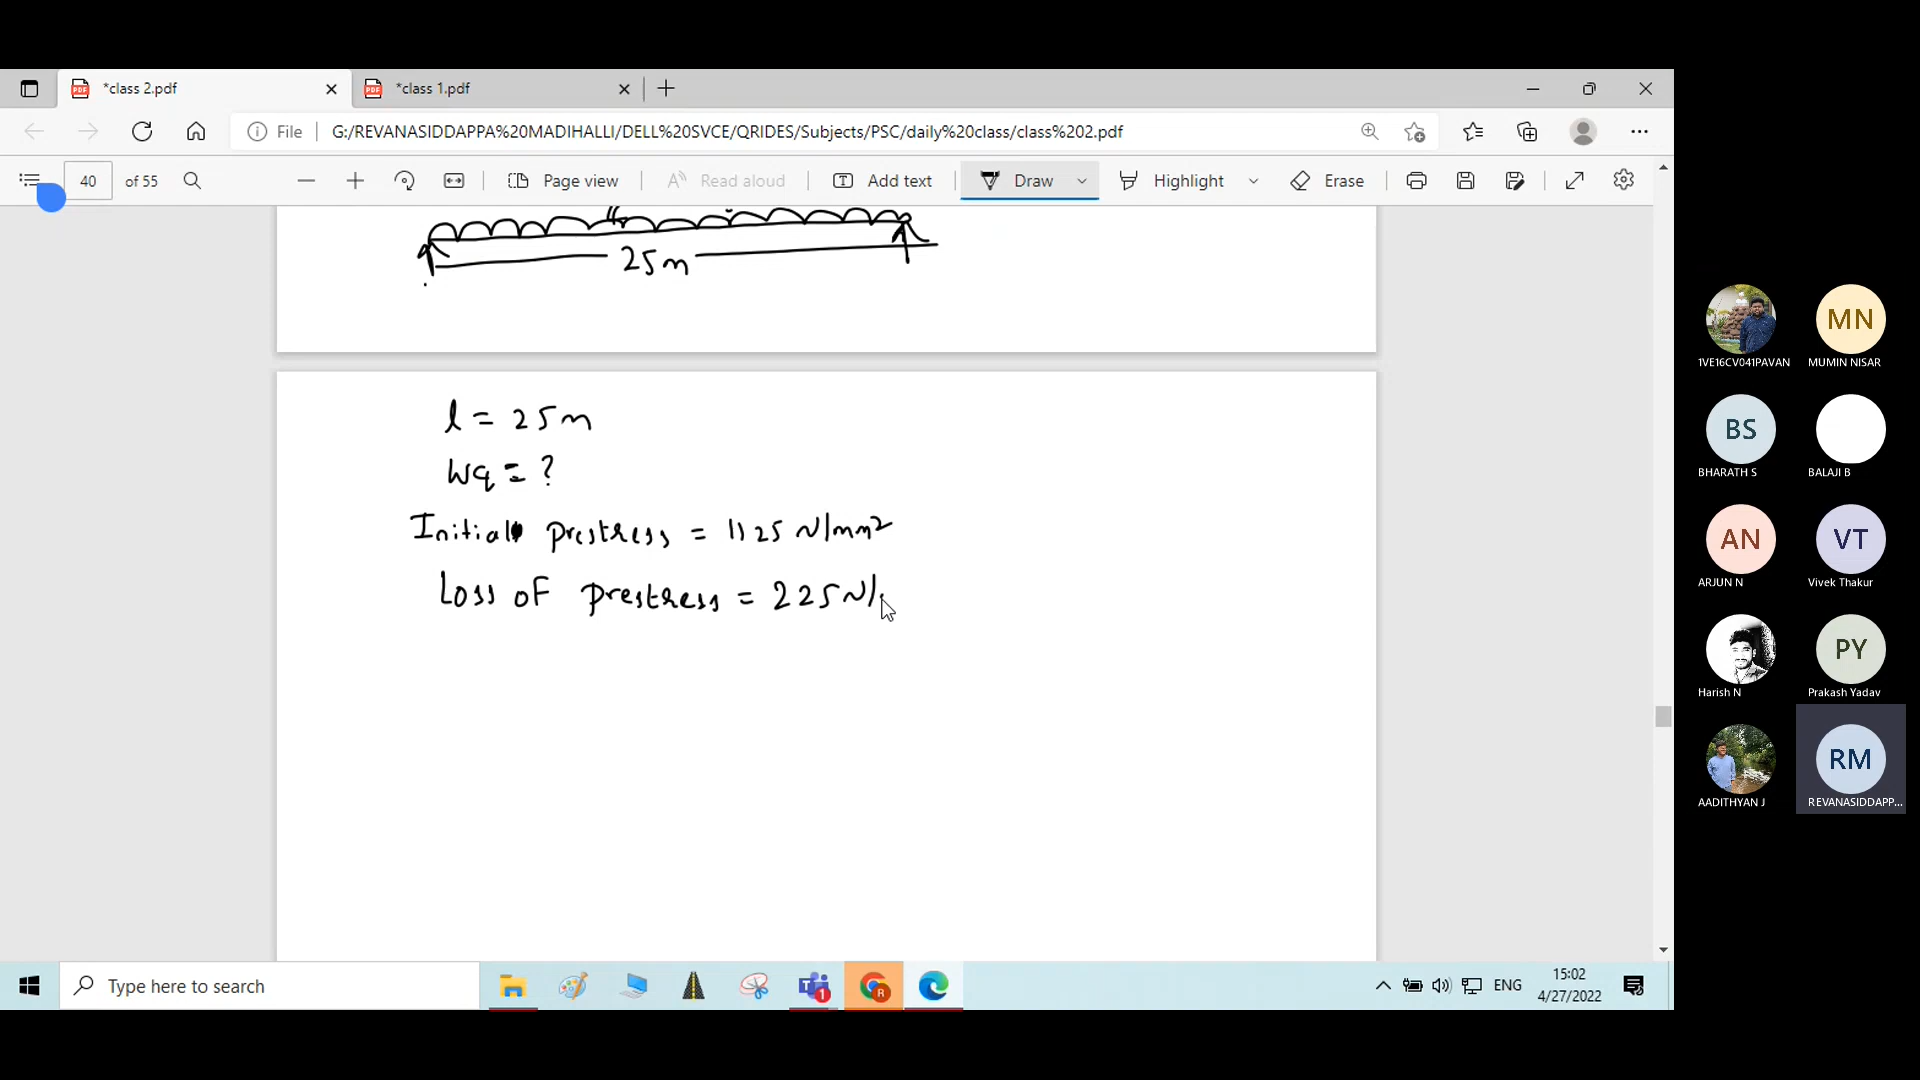 *class 2.pdf
*class 1.pdf
File
G:/REVANASIDDAPPA%20MADIHALLI/DELL%20SVCE/QRIDES/Subjects/PSC/daily%20class/class%202.pdf
40 of 55
Page view
Read aloud
Add text
Draw
Highlight
Erase
25m
l = 25m
Wq = ?
Initial prestress = 1125 N/mm²
Loss of prestress = 225N/
1VE16CV041PAVAN
MN
MUMIN NISAR
BS
BHARATH S
BALAJI B
AN
ARJUN N
VT
Vivek Thakur
Harish N
PY
Prakash Yadav
AADITHYAN J
RM
REVANASIDDAPP...
Type here to search
1
R
ENG
15:02
4/27/2022